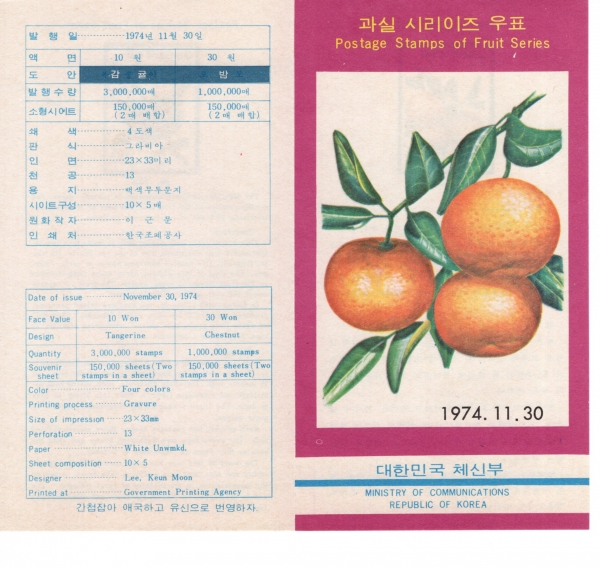 발 행 일 ············ 1974년 11월 30일
액 면 10 원 30 원
도 안 감 귤 밤
발행수량 3,000,000매 1,000,000매
소형시이트 150,000매 (2매 배합) 150,000매 (2매 배합)
쇄 색 ············ 4도색
판 식 ············ 그라비아
인 면 ············ 23×33미리
천 공 ············ 13
용 지 ············ 백색무투문지
시이트구성 ············ 10×5매
원화작자 ············ 이 근 문
인 쇄 처 ············ 한국조폐공사
Date of issue ············ November 30, 1974
Face Value 10 Won 30 Won
Design Tangerine Chestnut
Quantity 3,000,000 stamps 1,000,000 stamps
Souvenir sheet 150,000 sheets (Two stamps in a sheet) 150,000 sheets (Two stamps in a sheet)
Color ············ Four colors
Printing process ············ Gravure
Size of impression ············ 23×33mm
Perforation ············ 13
Paper ············ White Unwmkd.
Sheet composition ············ 10×5
Designer ············ Lee, Keun Moon
Printed at ············ Government Printing Agency
간첩잡아 애국하고 유신으로 번영하자.
과실 시리이즈 우표
Postage Stamps of Fruit Series
1974.11.30
대한민국 체신부
MINISTRY OF COMMUNICATIONS
REPUBLIC OF KOREA